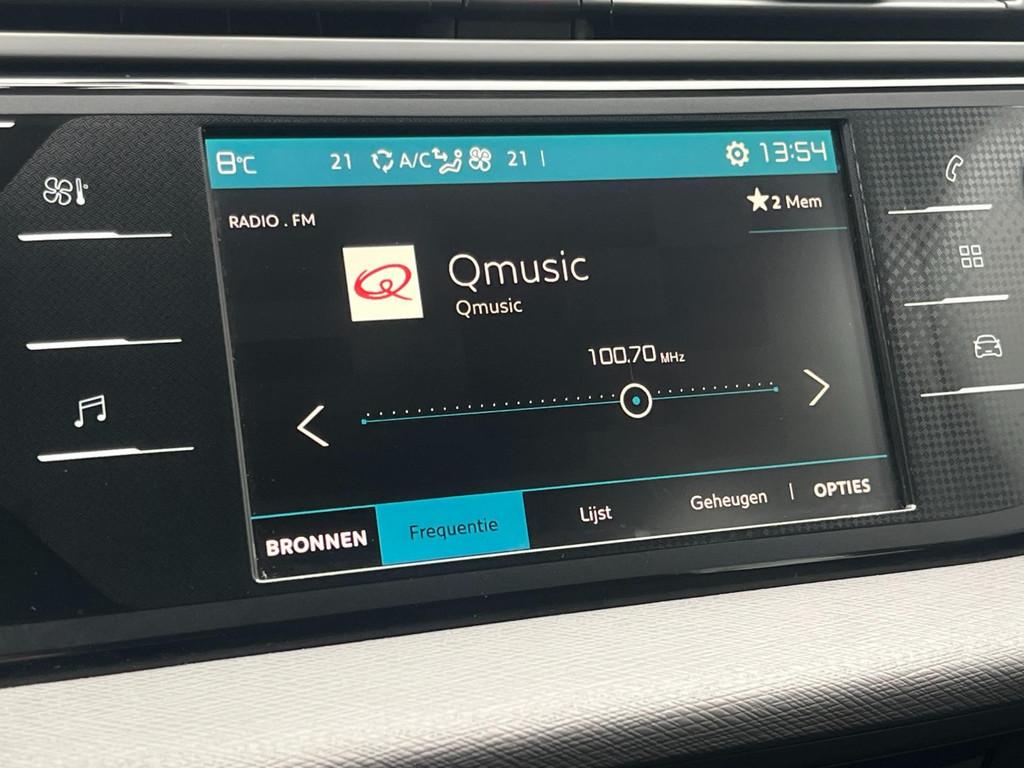 8°C 21 A/C 21 13:54
RADIO . FM
2 Mem
Qmusic
Qmusic
100.70 MHz
BRONNEN Frequentie Lijst Geheugen | OPTIES